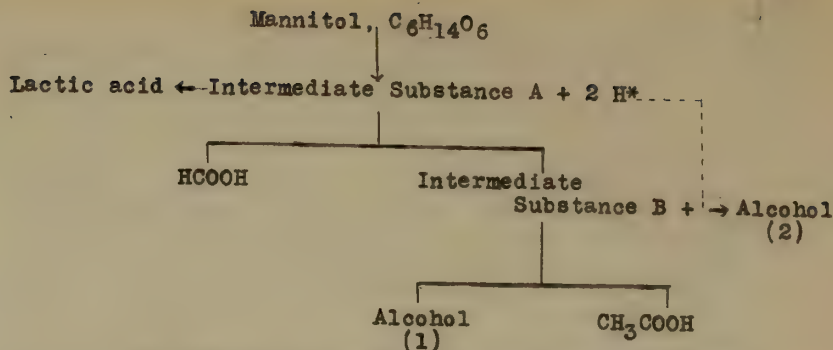 Mannitol, C6H14O6
Lactic acid ← Intermediate Substance A + 2 H*
HCOOH
Intermediate
Substance B + → Alcohol
(2)
Alcohol
(1)
CH3COOH